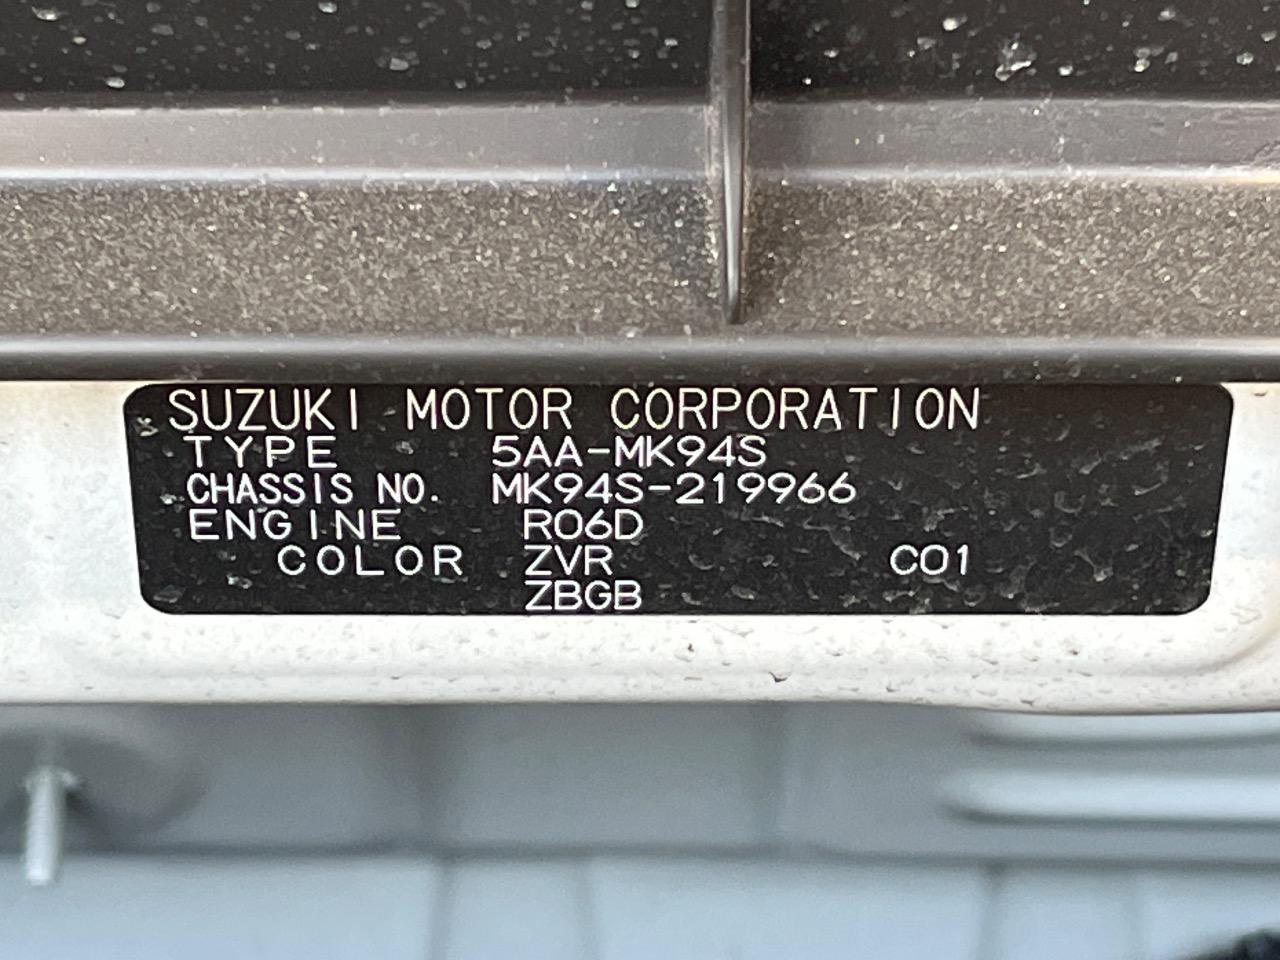 SUZUKI MOTOR CORPORATION
TYPE 5AA-MK94S
CHASSIS NO. MK94S-219966
ENGINE R06D
COLOR ZVR C01
ZBGB